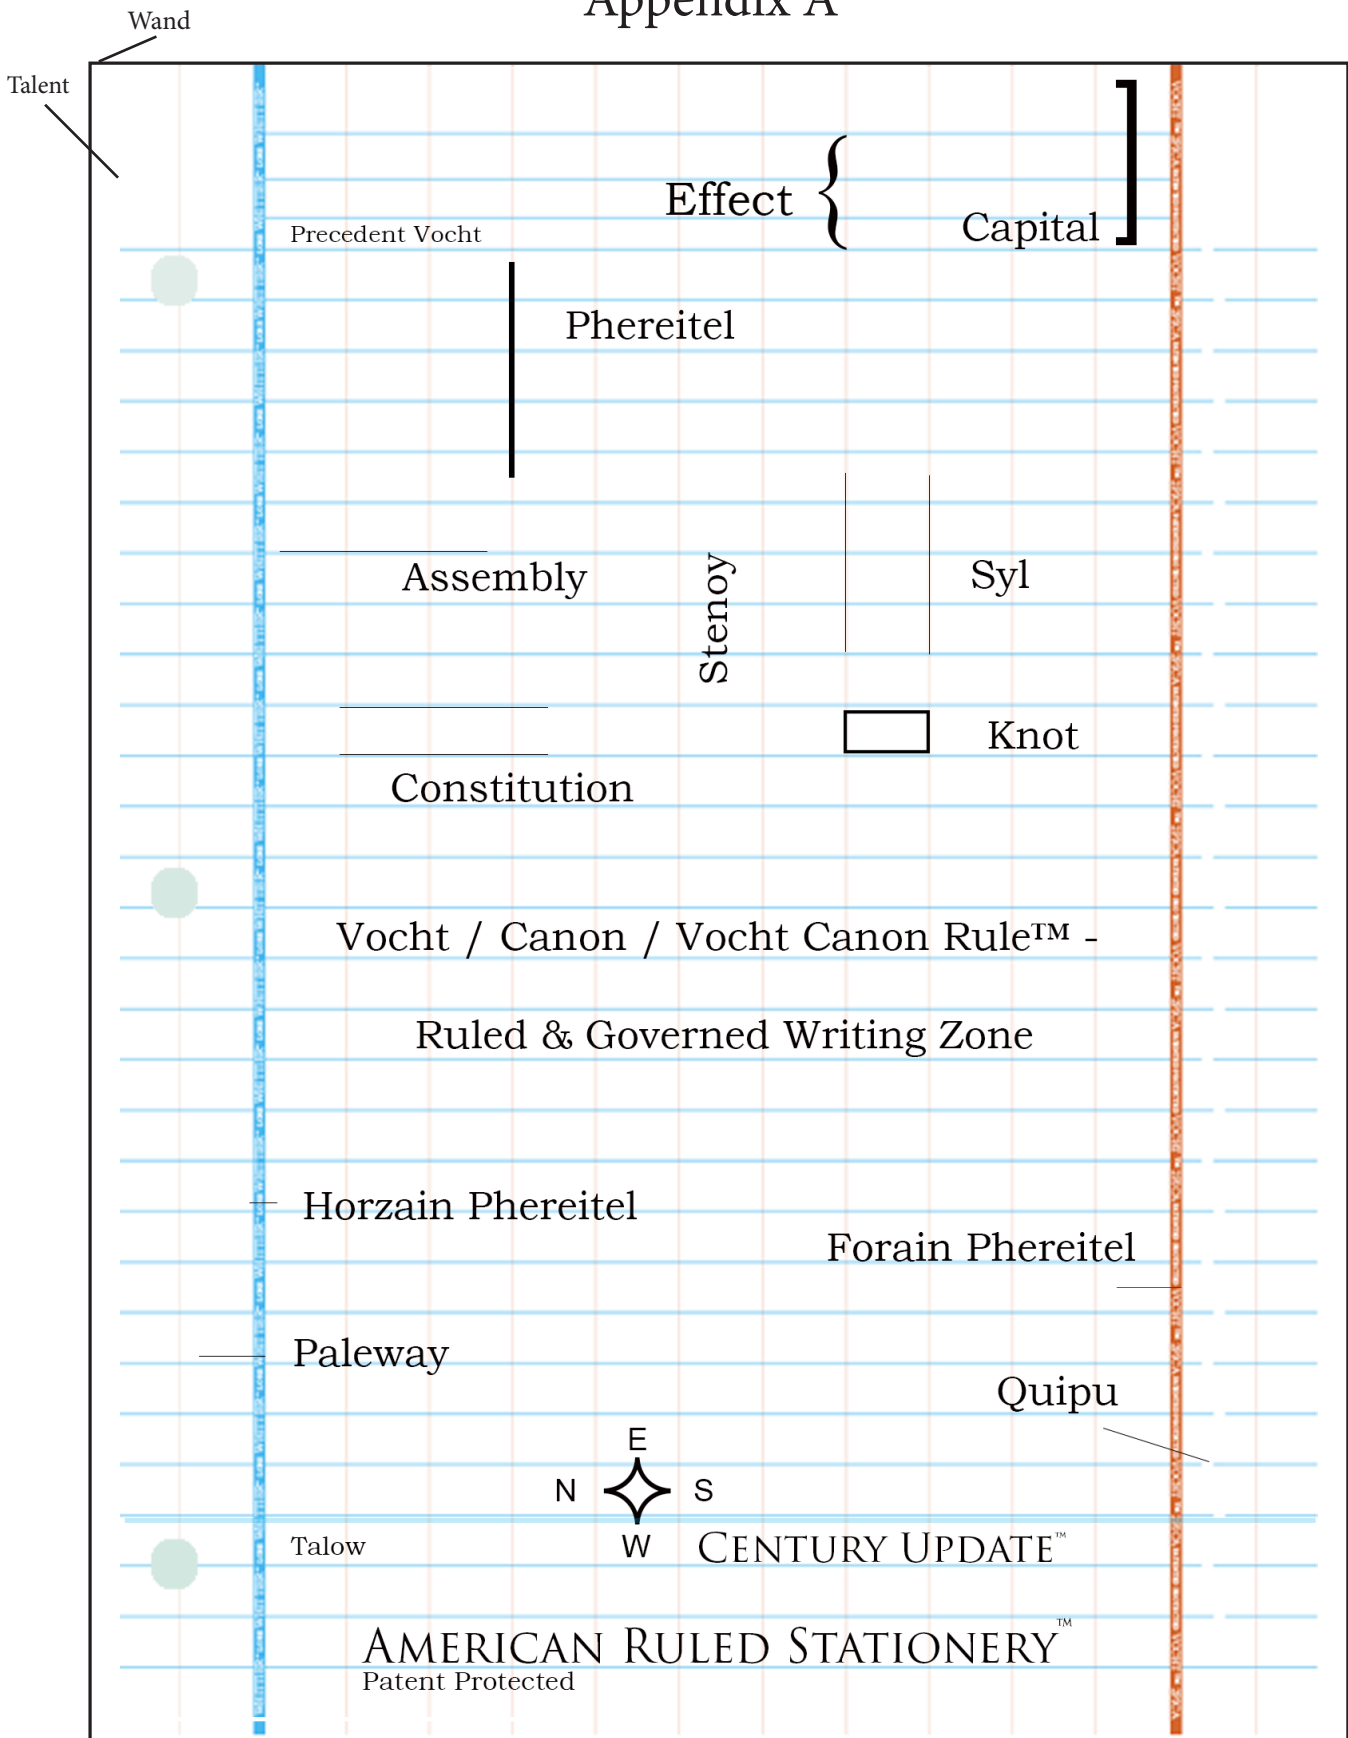 Appendix A
Wand
Talent
Effect
Capital
Precedent Vocht
Phereitel
Assembly
Stenoy
Syl
Knot
Constitution
Vocht / Canon / Vocht Canon Rule™ -
Ruled & Governed Writing Zone
Horzain Phereitel
Forain Phereitel
Paleway
Quipu
E
N S
W
Talow
CENTURY UPDATE™
AMERICAN RULED STATIONERY™
Patent Protected